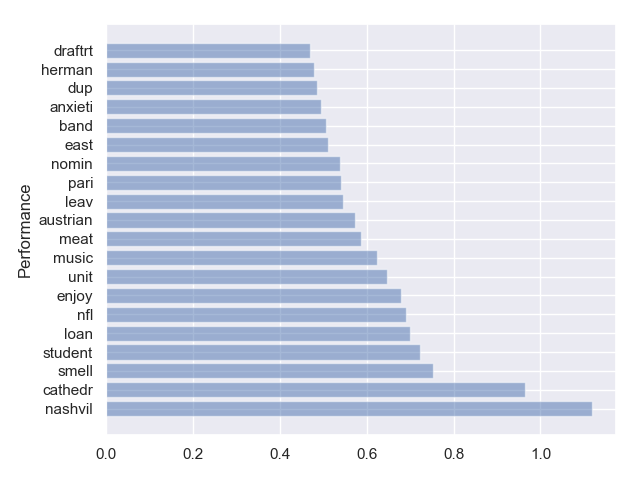 draftrt
herman
dup
anxieti
band
east
nomin
pari
leav
austrian
meat
music
unit
enjoy
nfl
loan
student
smell
cathedr
nashvil
Performance
0.0 0.2 0.4 0.6 0.8 1.0